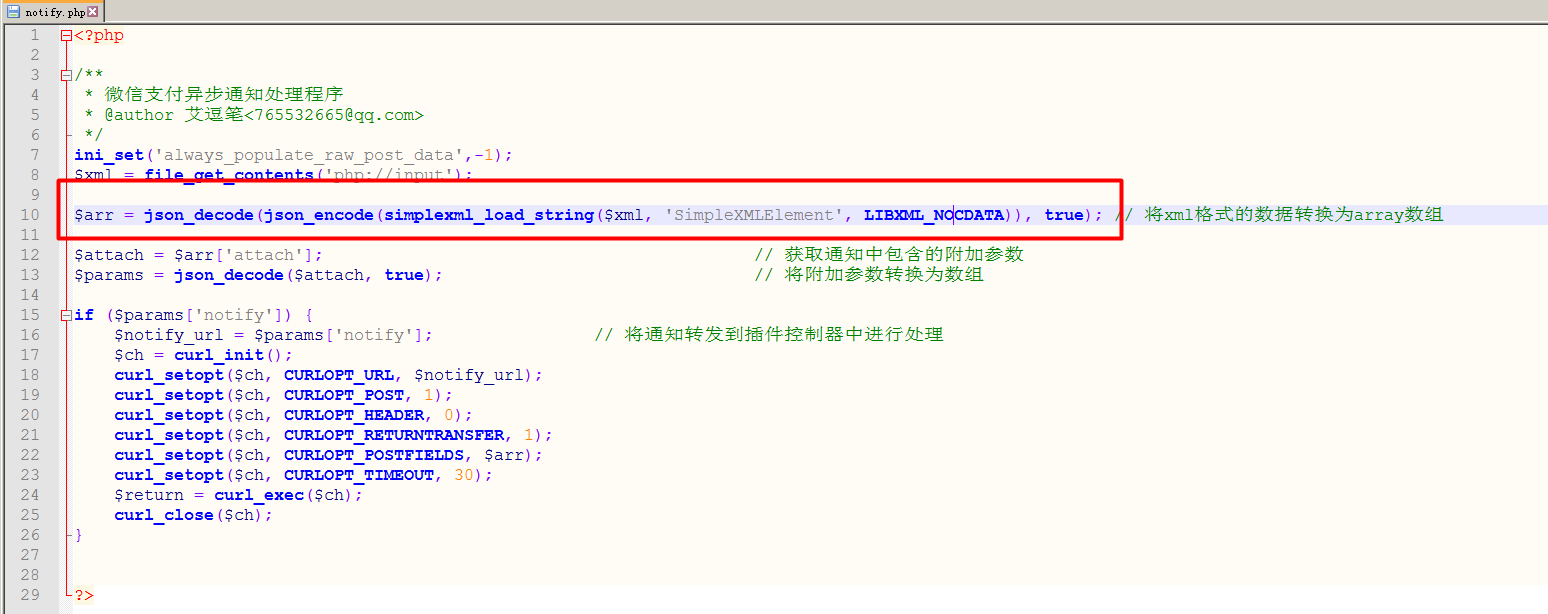 notify.php
1 <?php
2
3 /**
4 * 微信支付异步通知处理程序
5 * @author 艾逗笔<765532665@qq.com>
6 */
7 ini_set('always_populate_raw_post_data',-1);
8 $xml = file_get_contents('php://input');
9
10 $arr = json_decode(json_encode(simplexml_load_string($xml, 'SimpleXMLElement', LIBXML_NOCDATA)), true); // 将xml格式的数据转换为array数组
11
12 $attach = $arr['attach']; // 获取通知中包含的附加参数
13 $params = json_decode($attach, true); // 将附加参数转换为数组
14
15 if ($params['notify']) {
16 $notify_url = $params['notify']; // 将通知转发到插件控制器中进行处理
17 $ch = curl_init();
18 curl_setopt($ch, CURLOPT_URL, $notify_url);
19 curl_setopt($ch, CURLOPT_POST, 1);
20 curl_setopt($ch, CURLOPT_HEADER, 0);
21 curl_setopt($ch, CURLOPT_RETURNTRANSFER, 1);
22 curl_setopt($ch, CURLOPT_POSTFIELDS, $arr);
23 curl_setopt($ch, CURLOPT_TIMEOUT, 30);
24 $return = curl_exec($ch);
25 curl_close($ch);
26 }
27
28
29 ?>